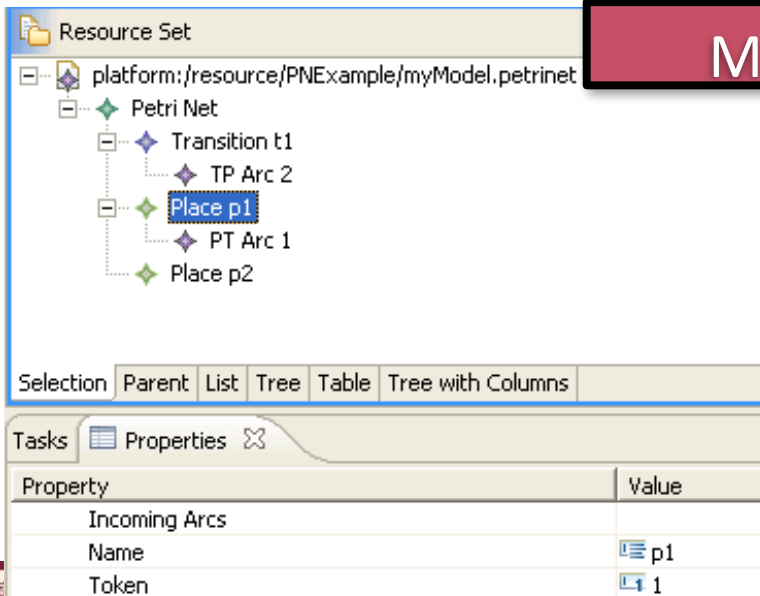 Resource Set
M
platform:/resource/PNExample/myModel.petrinet
Petri Net
Transition t1
TP Arc 2
Place p1
PT Arc 1
Place p2
Selection Parent List Tree Table Tree with Columns
Tasks Properties
Property Value
Incoming Arcs
Name p1
Token 1